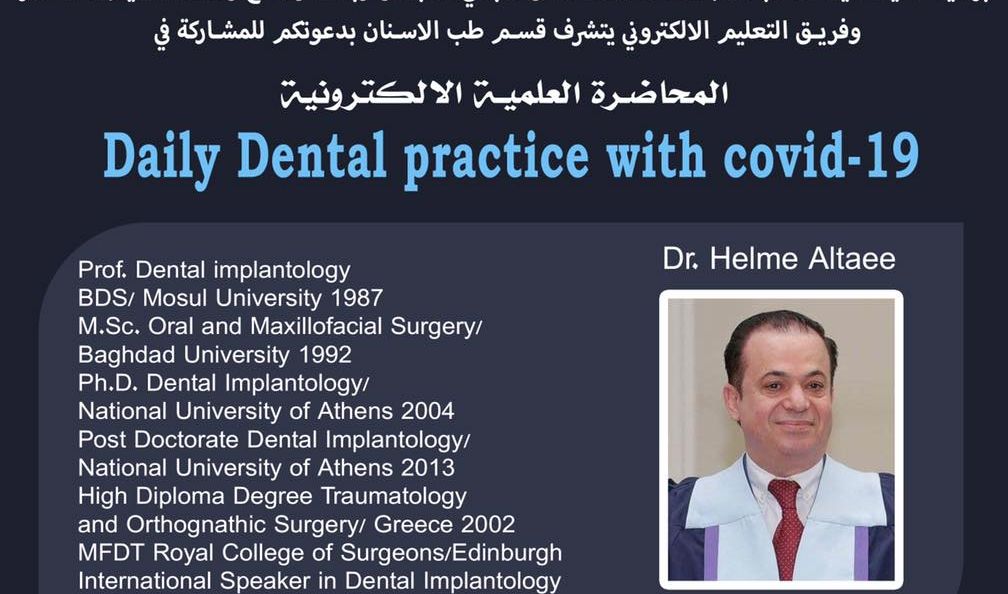 وفريق التعليم الالكتروني يتشرف قسم طب الاسنان بدعوتكم للمشاركة في
المحاضرة العلمية الالكترونية
Daily Dental practice with covid-19
Dr. Helme Altaee
Prof. Dental implantology
BDS/ Mosul University 1987
M.Sc. Oral and Maxillofacial Surgery/
Baghdad University 1992
Ph.D. Dental Implantology/
National University of Athens 2004
Post Doctorate Dental Implantology/
National University of Athens 2013
High Diploma Degree Traumatology
and Orthognathic Surgery/ Greece 2002
MFDT Royal College of Surgeons/Edinburgh
International Speaker in Dental Implantology